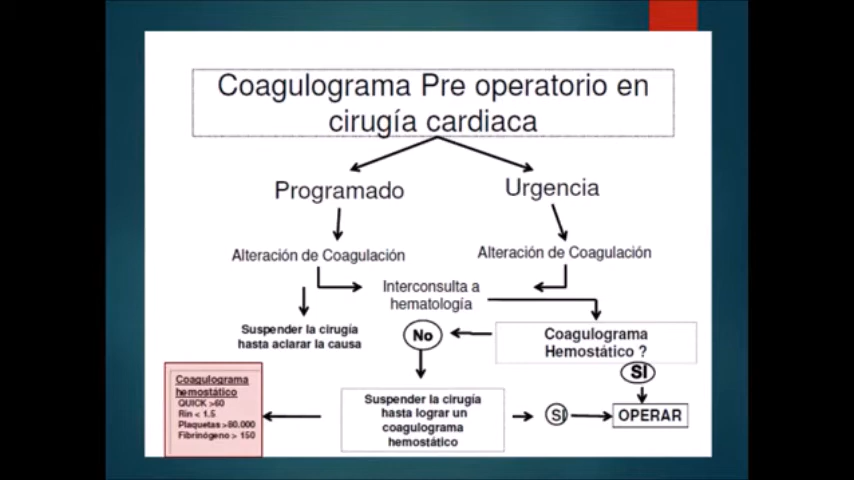 Coagulograma Pre operatorio en
cirugía cardiaca
Programado
Urgencia
Alteración de Coagulación
Alteración de Coagulación
Interconsulta a
hematología
Suspender la cirugía
hasta aclarar la causa
No
Coagulograma
Hemostático ?
SI
Coagulograma
hemostático
QUICK >60
Rin < 1.5
Plaquetas >80.000
Fibrinógeno > 150
Suspender la cirugía
hasta lograr un
coagulograma
hemostático
SI
OPERAR